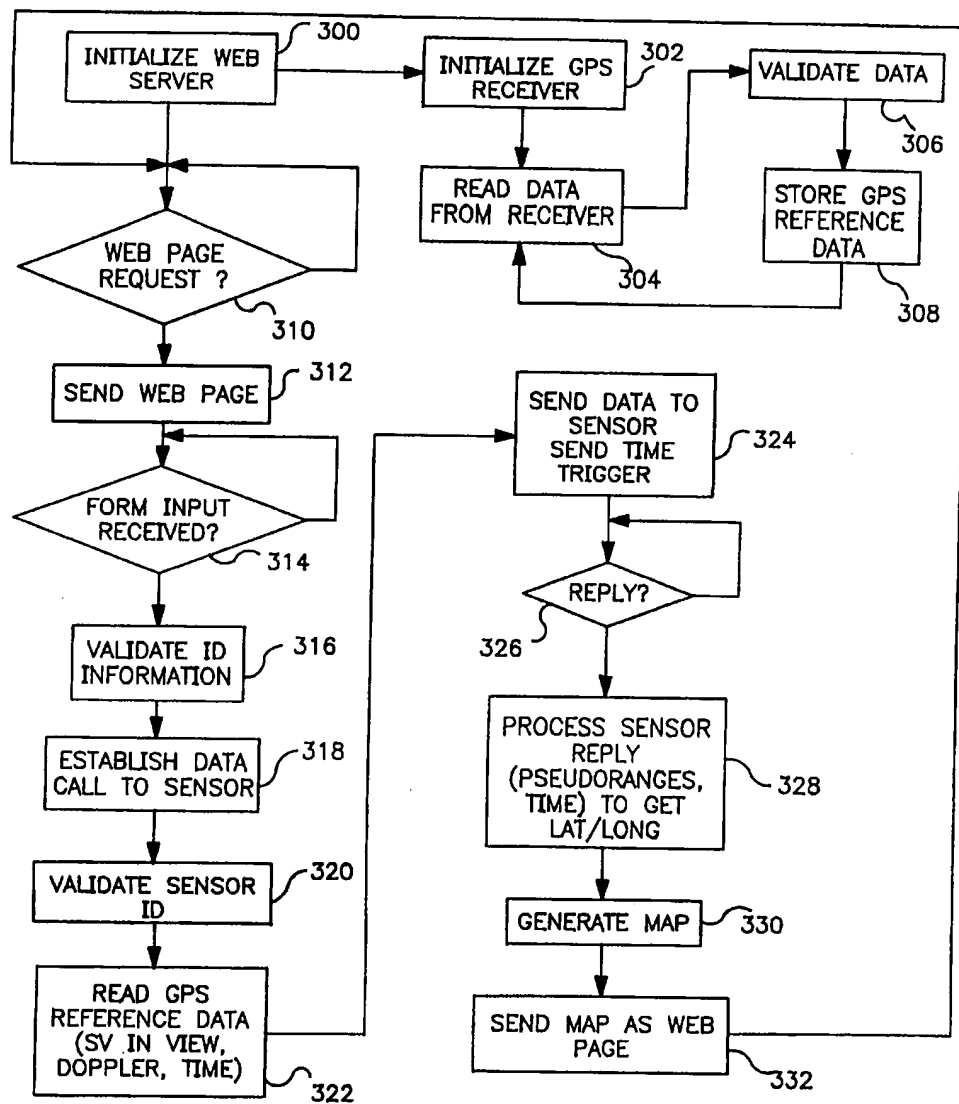 INITIALIZE WEB
SERVER
300
INITIALIZE GPS
RECEIVER
302
VALIDATE DATA
306
READ DATA
FROM RECEIVER
304
STORE GPS
REFERENCE
DATA
308
WEB PAGE
REQUEST ?
310
SEND WEB PAGE
312
FORM INPUT
RECEIVED?
314
VALIDATE ID
INFORMATION
316
ESTABLISH DATA
CALL TO SENSOR
318
VALIDATE SENSOR
ID
320
READ GPS
REFERENCE DATA
(SV IN VIEW,
DOPPLER, TIME)
322
SEND DATA TO
SENSOR
SEND TIME
TRIGGER
324
REPLY?
326
PROCESS SENSOR
REPLY
(PSEUDORANGES,
TIME) TO GET
LAT/LONG
328
GENERATE MAP
330
SEND MAP AS WEB
PAGE
332